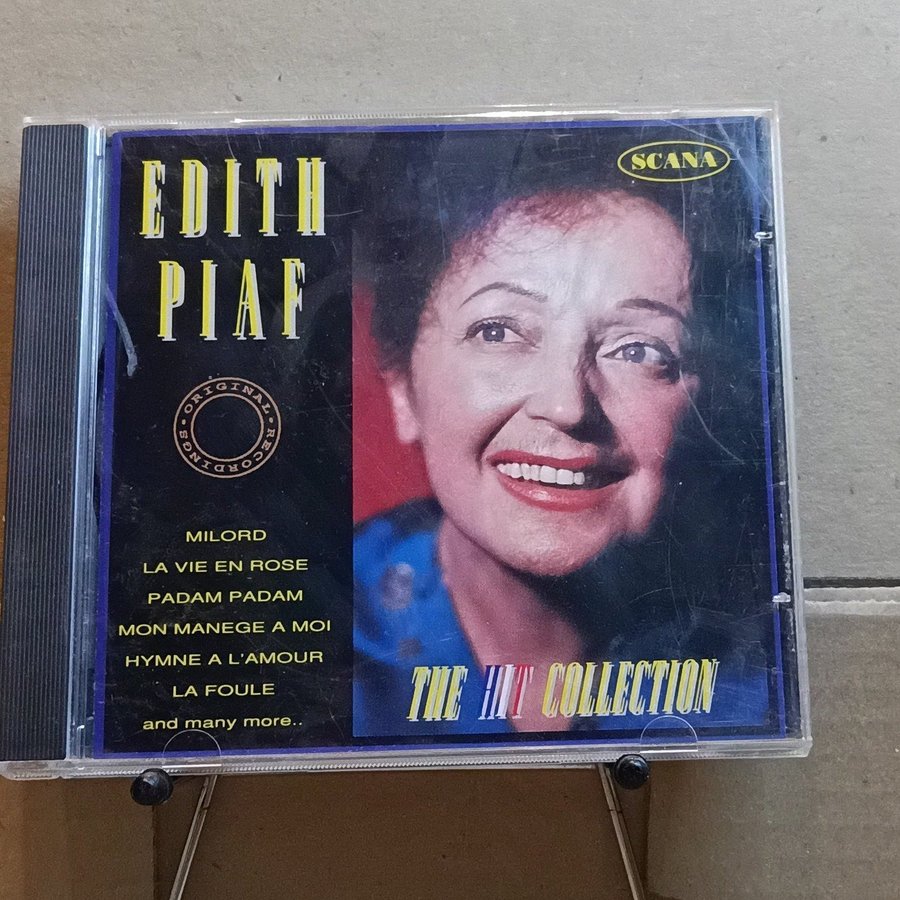 EDITH
PIAF
SCANA
ORIGINAL • RECORDINGS •
MILORD
LA VIE EN ROSE
PADAM PADAM
MON MANEGE A MOI
HYMNE A L'AMOUR
LA FOULE
and many more..
THE HIT COLLECTION